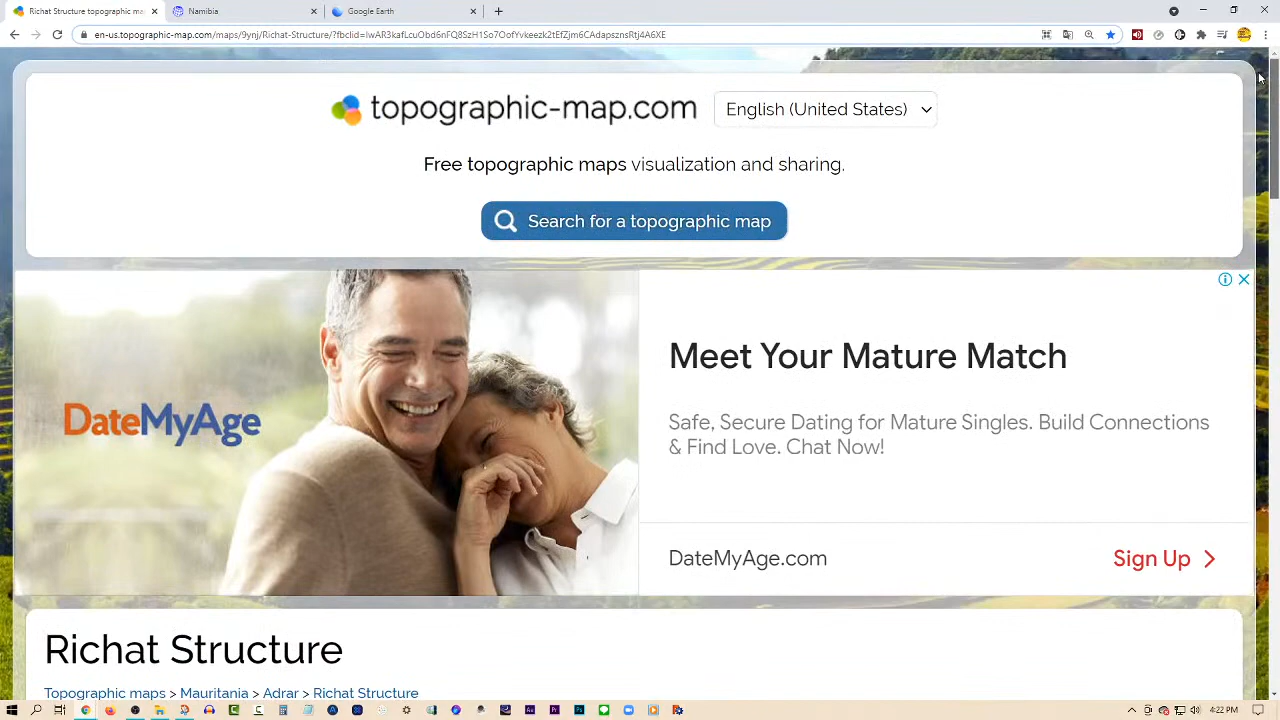 Richat Structure topographic ma
Namibia
Google Earth
en-us.topographic-map.com/maps/9ynj/Richat-Structure/?fbclid=
topographic-map.com
English (United States)
Free topographic maps visualization and sharing.
Search for a topographic map
DateMyAge
Meet Your Mature Match
Safe, Secure Dating for Mature Singles. Build Connections
& Find Love. Chat Now!
DateMyAge.com
Sign Up
Richat Structure
Topographic maps > Mauritania > Adrar > Richat Structure
4:22 PM